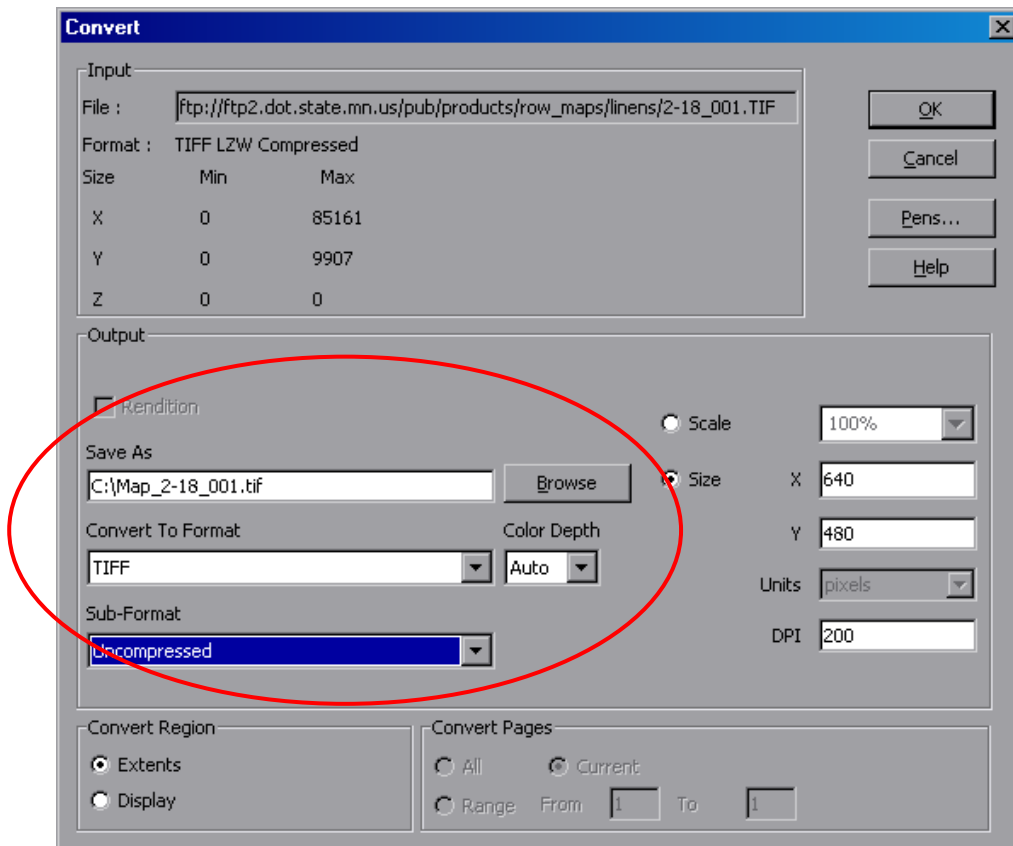 Convert
Input
File : ftp://ftp2.dot.state.mn.us/pub/products/row_maps/linens/2-18_001.TIF
Format : TIFF LZW Compressed
Size Min Max
X 0 85161
Y 0 9907
Z 0 0
OK
Cancel
Pens...
Help
Output
Rendition
Save As
C:\Map_2-18_001.tif Browse
Convert To Format Color Depth
TIFF Auto
Sub-Format
Uncompressed
Scale 100%
Size X 640
Y 480
Units pixels
DPI 200
Convert Region
Extents
Display
Convert Pages
All Current
Range From 1 To 1